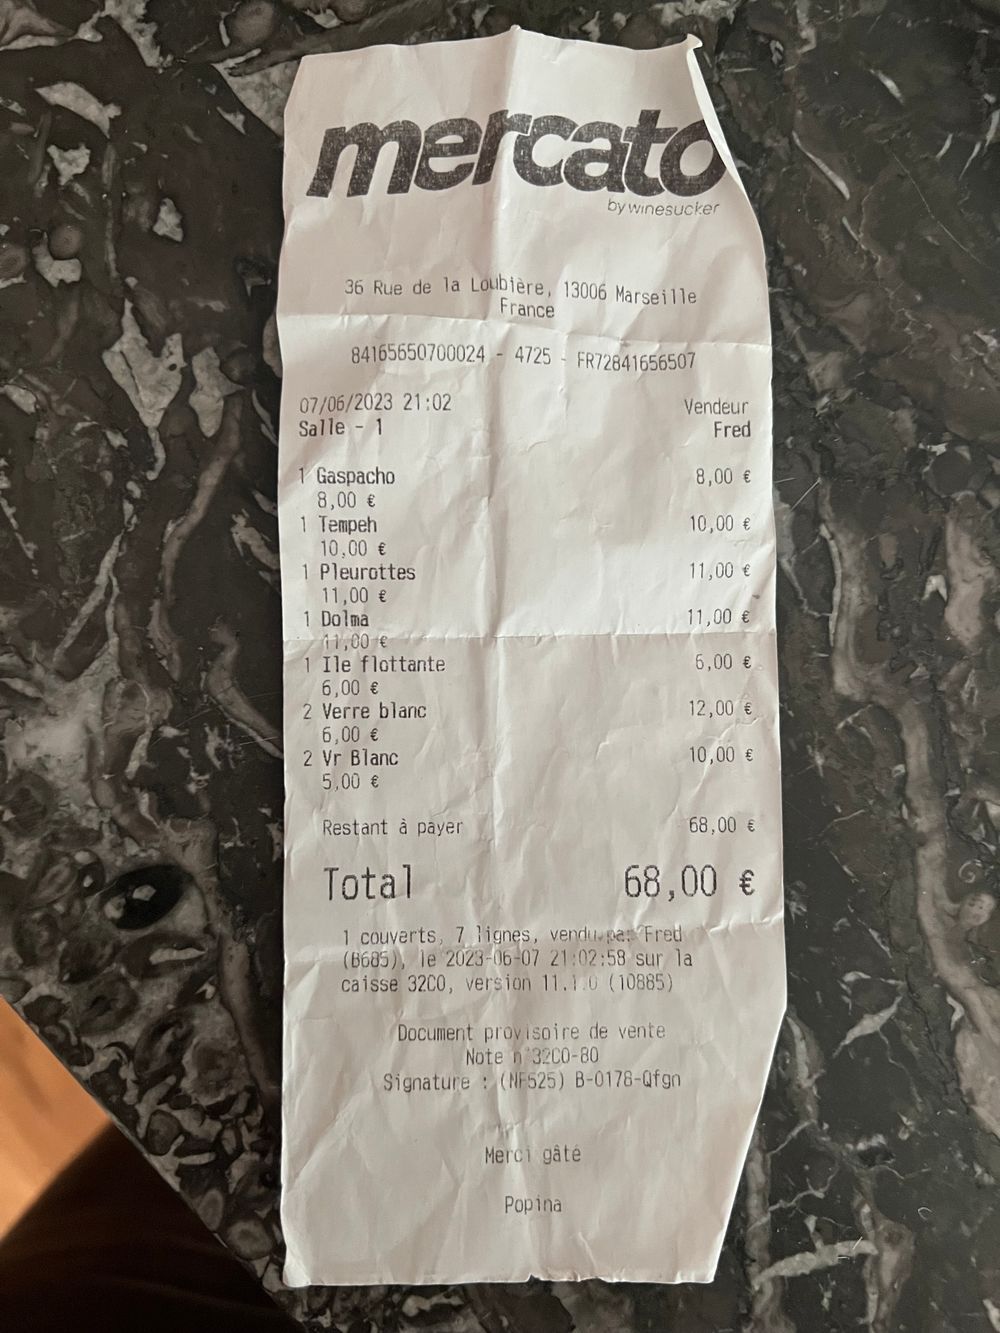 mercato
by winesucker
36 Rue de la Loubière, 13006 Marseille
France
84165650700024 - 4725 - FR72841656507
07/06/2023 21:02 Vendeur
Salle - 1 Fred
1 Gaspacho 8,00 €
8,00 €
1 Tempeh 10,00 €
10,00 €
1 Pleurottes 11,00 €
11,00 €
1 Dolma 11,00 €
11,00 €
1 Ile flottante 6,00 €
6,00 €
2 Verre blanc 12,00 €
6,00 €
2 Vr Blanc 10,00 €
5,00 €
Restant à payer 68,00 €
Total 68,00 €
1 couverts, 7 lignes, vendu par Fred
(B685), le 2023-06-07 21:02:58 sur la
caisse 32C0, version 11.1.0 (10885)
Document provisoire de vente
Note n°32C0-80
Signature : (NF525) B-0178-Qfgn
Merci gâté
Popina